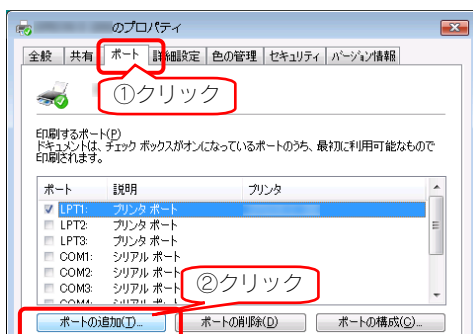 のプロパティ
全般 共有 ポート 詳細設定 色の管理 セキュリティ バージョン情報
①クリック
印刷するポート(P)
ドキュメントは、チェック ボックスがオンになっているポートのうち、最初に利用可能なもので
印刷されます。
ポート 説明 プリンタ
LPT1: プリンタ ポート
LPT2: プリンタ ポート
LPT3: プリンタ ポート
COM1: シリアル ポート
COM2: シリアル ポート
COM3: シリアル ポート
②クリック
COM4: シリアル ポート
ポートの追加(T)... ポートの削除(D) ポートの構成(C)...